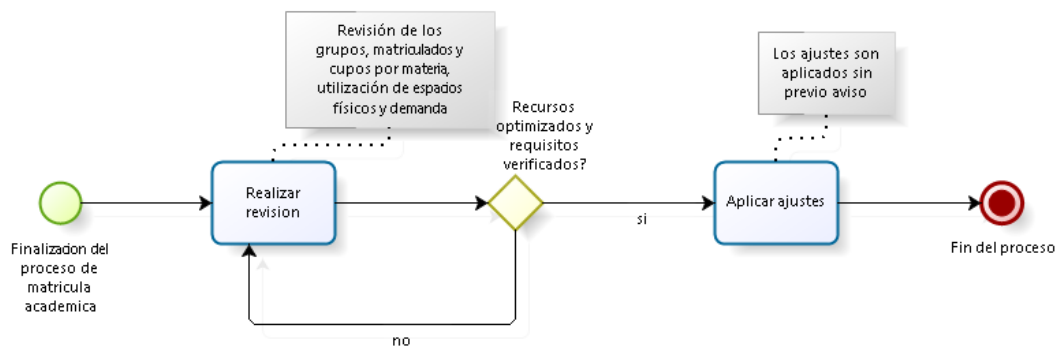 Revisión de los
grupos, matriculados y
cupos por materia,
utilización de espacios
físicos y demanda
Los ajustes son
aplicados sin
previo aviso
Recursos
optimizados y
requisitos
verificados?
Realizar
revision
Aplicar ajustes
si
Finalizacion del
proceso de
matricula
academica
Fin del proceso
no